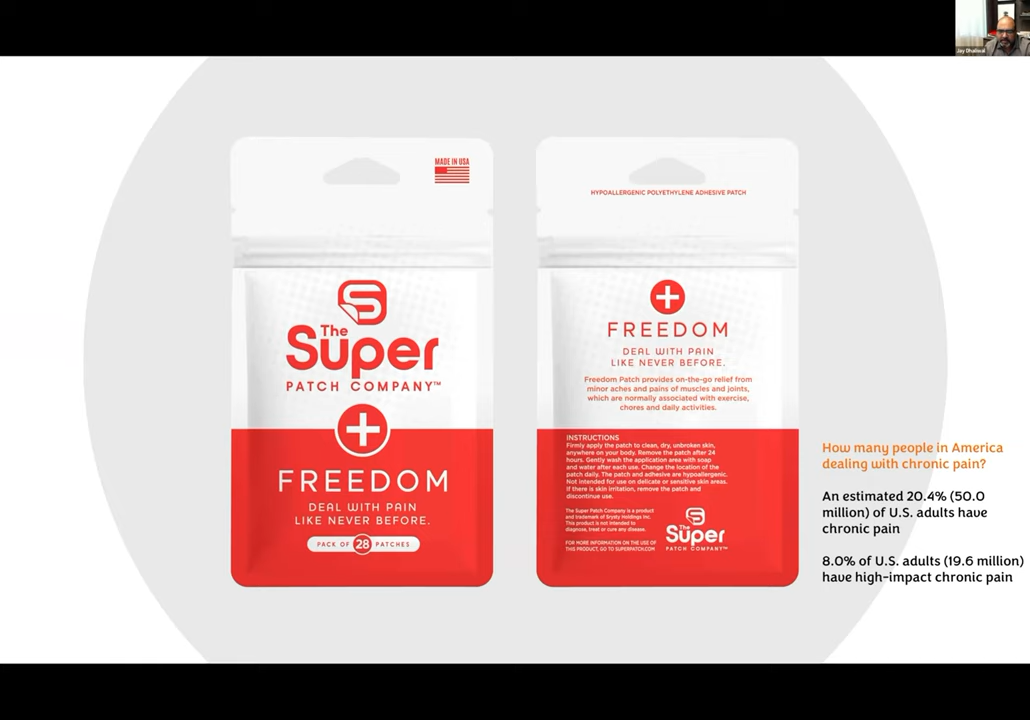 Jay Dhaliwal
MADE IN USA
The
Super
PATCH COMPANY™
FREEDOM
DEAL WITH PAIN
LIKE NEVER BEFORE.
PACK OF 28 PATCHES
HYPOALLERGENIC POLYETHYLENE ADHESIVE PATCH
FREEDOM
DEAL WITH PAIN
LIKE NEVER BEFORE.
Freedom Patch provides on-the-go relief from
minor aches and pains of muscles and joints,
which are normally associated with exercise,
chores and daily activities.
INSTRUCTIONS
Firmly apply the patch to clean, dry, unbroken skin,
anywhere on your body. Remove the patch after 24
hours. Gently wash the application area with soap
and water after each use. Change the location of the
patch daily. The patch and adhesive are hypoallergenic.
Not intended for use on delicate or sensitive skin areas.
If there is skin irritation, remove the patch and
discontinue use.
The Super Patch Company is a product
and trademark of Srysty Holdings Inc.
This product is not intended to
diagnose, treat or cure any disease.
FOR MORE INFORMATION ON THE USE OF
THIS PRODUCT, GO TO SUPERPATCH.COM
The
Super
PATCH COMPANY™
How many people in America
dealing with chronic pain?
An estimated 20.4% (50.0
million) of U.S. adults have
chronic pain
8.0% of U.S. adults (19.6 million)
have high-impact chronic pain